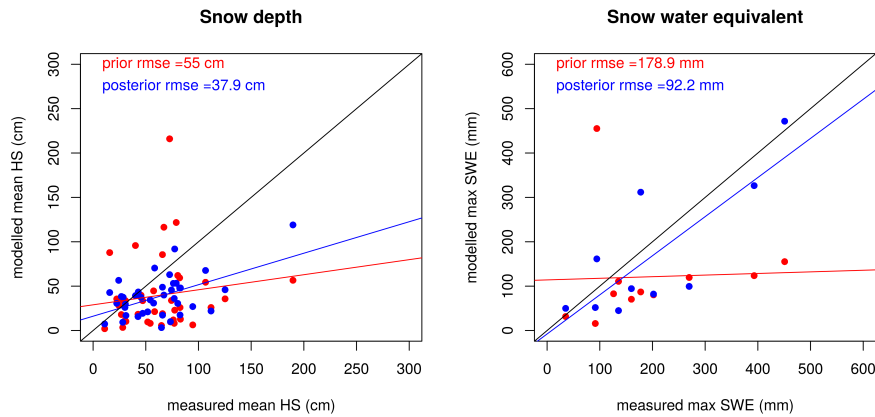 Snow depth
prior rmse =55 cm
posterior rmse =37.9 cm
modelled mean HS (cm)
300
250
200
150
100
50
0
0 50 100 150 200 250 300
measured mean HS (cm)
Snow water equivalent
prior rmse =178.9 mm
posterior rmse =92.2 mm
modelled max SWE (mm)
600
500
400
300
200
100
0
0 100 200 300 400 500 600
measured max SWE (mm)